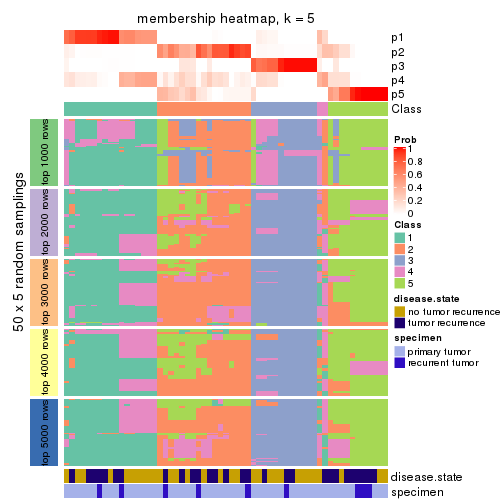 membership heatmap, k = 5
p1
p2
p3
p4
p5
Class
50 x 5 random samplings
top 1000 rows
top 2000 rows
top 3000 rows
top 4000 rows
top 5000 rows
Prob
1
0.8
0.6
0.4
0.2
0
Class
1
2
3
4
5
disease.state
no tumor recurrence
tumor recurrence
specimen
primary tumor
recurrent tumor
disease.state
specimen